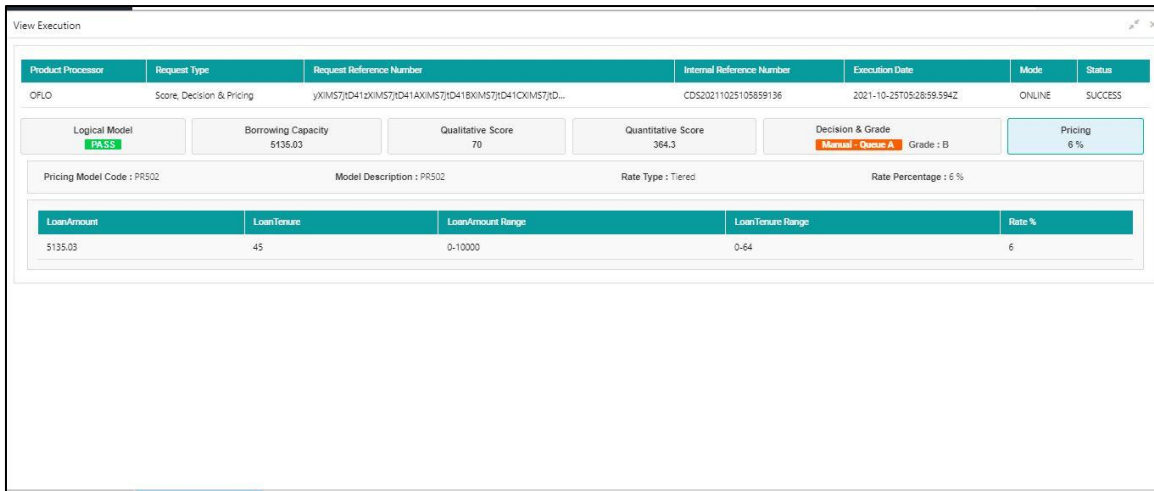 View Execution
Product Processor Request Type Request Reference Number Internal Reference Number Execution Date Mode Status
OFLO Score, Decision & Pricing yXIMS7JtD41zXIMS7JtD41AXIMS7JtD41BXIMS7JtD41CXIMS7JtD... CDS20211025105859136 2021-10-25T05:28:59.594Z ONLINE SUCCESS
Logical Model Borrowing Capacity Qualitative Score Quantitative Score Decision & Grade Pricing
PASS 5135.03 70 364.3 Manual - Queue A Grade : B 6 %
Pricing Model Code : PR502 Model Description : PR502 Rate Type : Tiered Rate Percentage : 6 %
LoanAmount LoanTenure LoanAmount Range LoanTenure Range Rate %
5135.03 45 0-10000 0-64 6